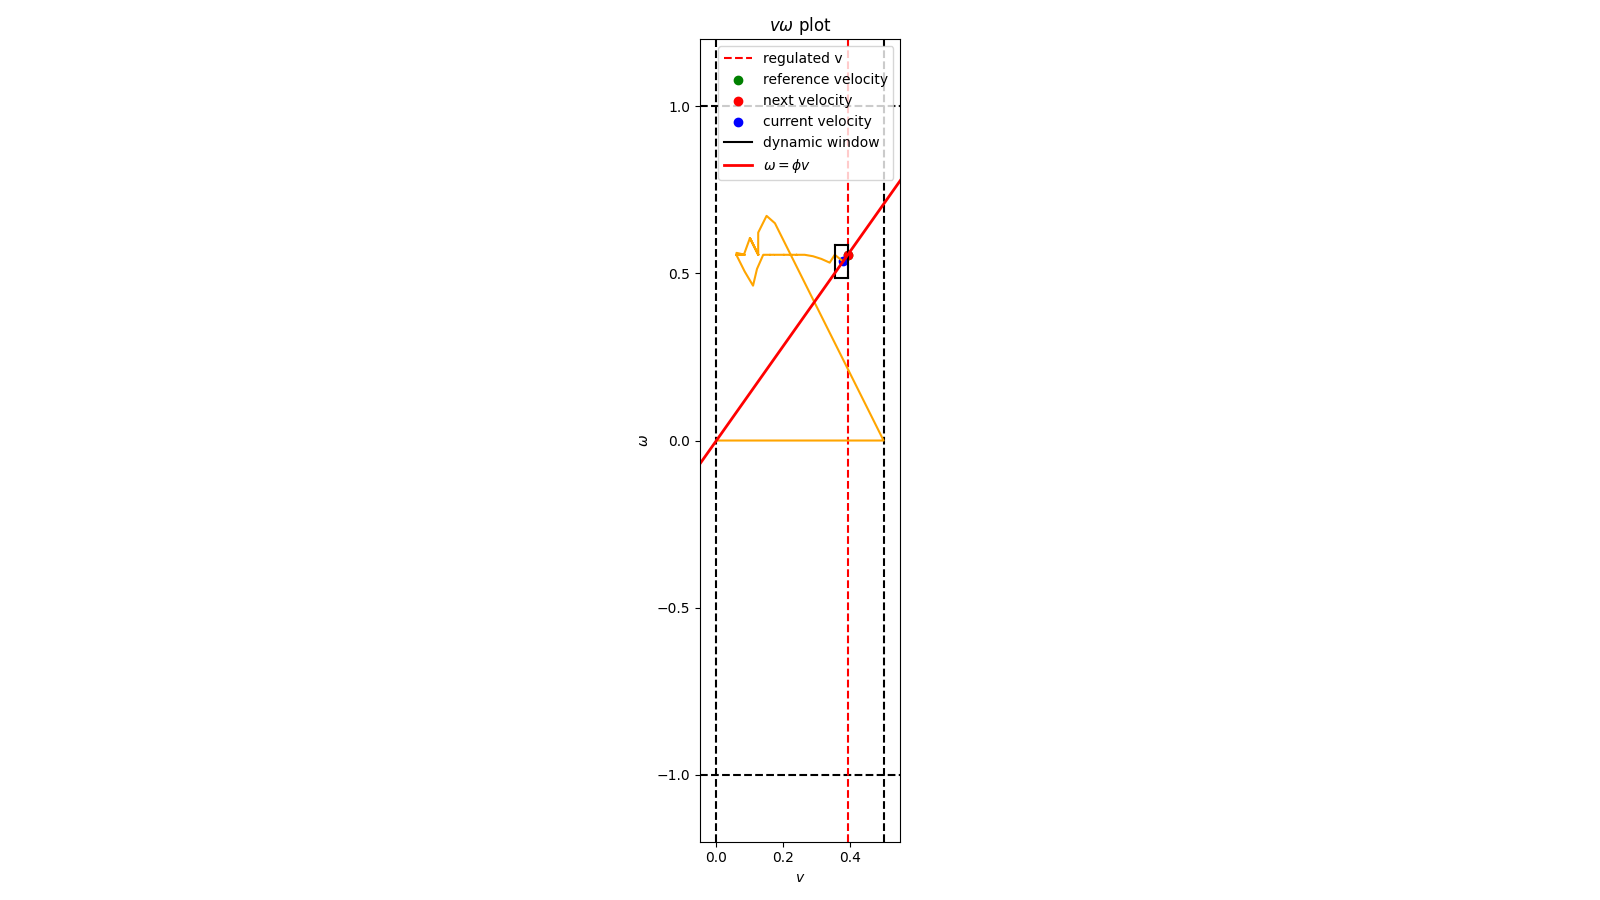 vω plot
regulated v
reference velocity
next velocity
current velocity
dynamic window
ω = ϕv
1.0
0.5
0.0
−0.5
−1.0
ω
0.0 0.2 0.4
v